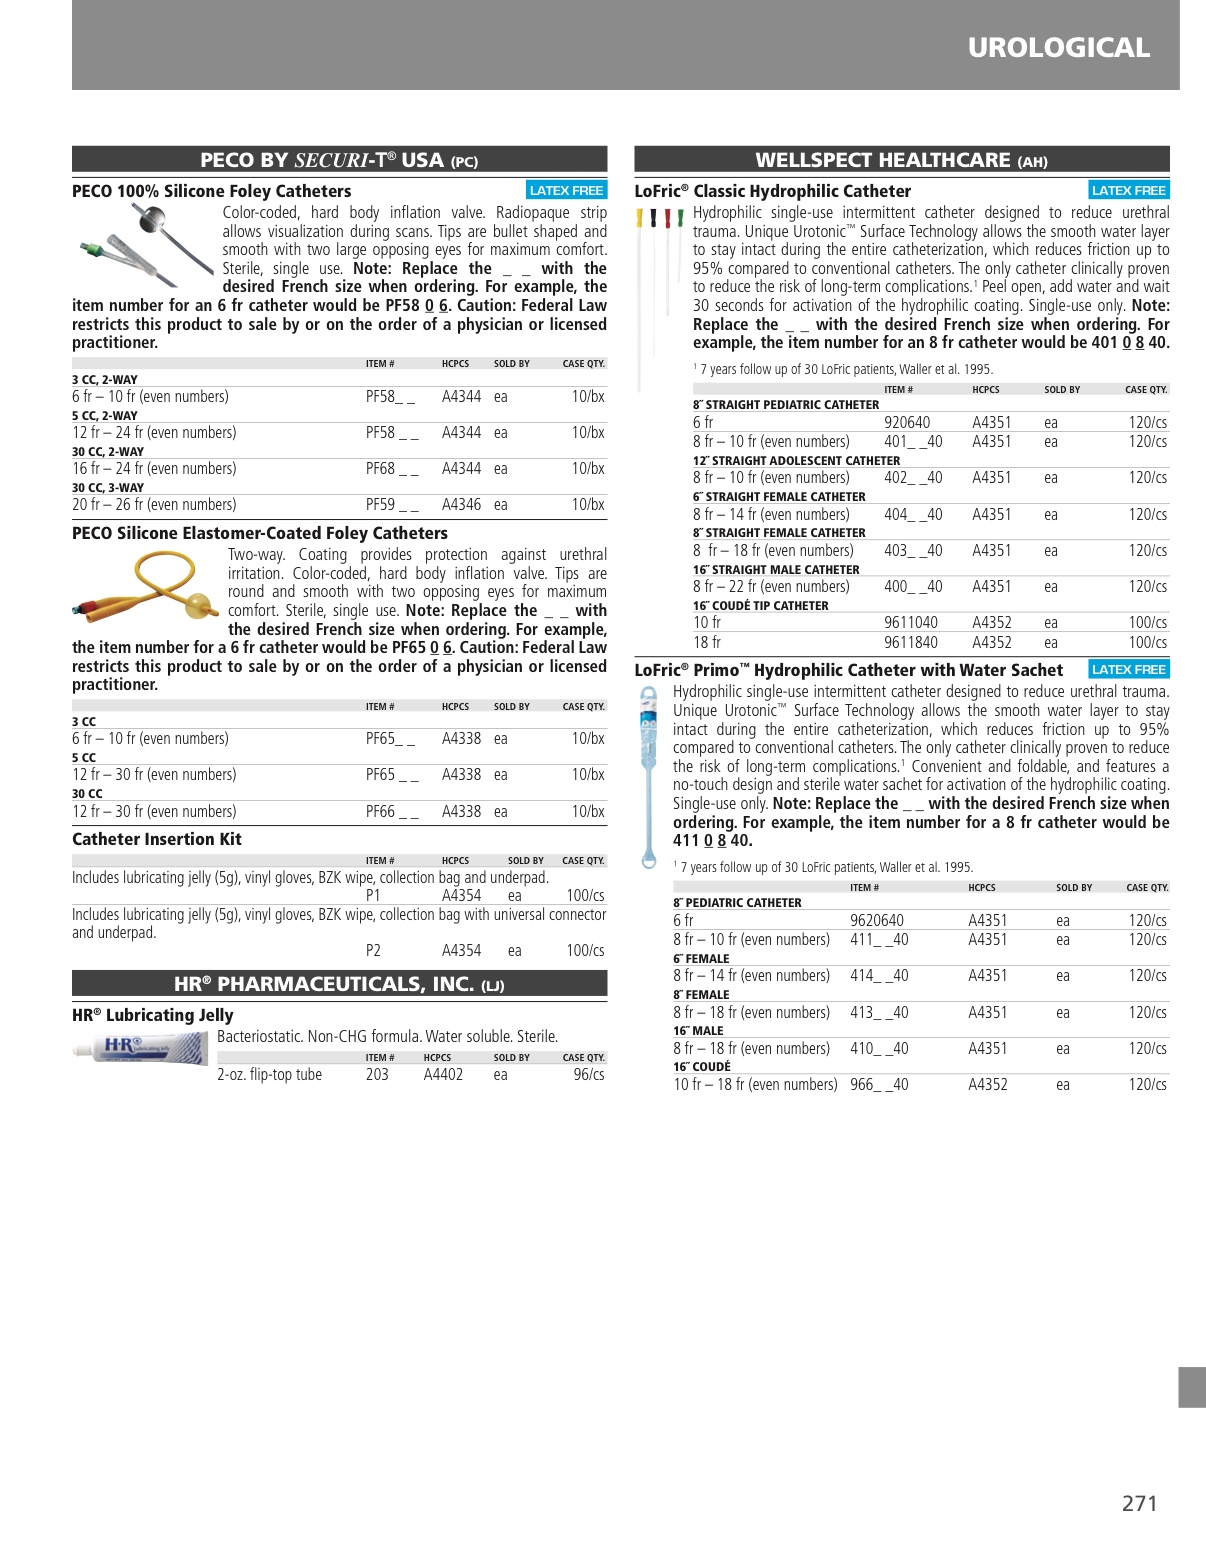 UROLOGICAL
PECO BY SECURI-T® USA (PC)
PECO 100% Silicone Foley Catheters
LATEX FREE
Color-coded, hard body inflation valve. Radiopaque strip
allows visualization during scans. Tips are bullet shaped and
smooth with two large opposing eyes for maximum comfort.
Sterile, single use. Note: Replace the _ _ with the
desired French size when ordering. For example, the
item number for an 6 fr catheter would be PF58 0 6. Caution: Federal Law
restricts this product to sale by or on the order of a physician or licensed
practitioner.
ITEM # HCPCS SOLD BY CASE QTY.
3 CC, 2-WAY
6 fr – 10 fr (even numbers) PF58_ _ A4344 ea 10/bx
5 CC, 2-WAY
12 fr – 24 fr (even numbers) PF58 _ _ A4344 ea 10/bx
30 CC, 2-WAY
16 fr – 24 fr (even numbers) PF68 _ _ A4344 ea 10/bx
30 CC, 3-WAY
20 fr – 26 fr (even numbers) PF59 _ _ A4346 ea 10/bx
PECO Silicone Elastomer-Coated Foley Catheters
Two-way. Coating provides protection against urethral
irritation. Color-coded, hard body inflation valve. Tips are
round and smooth with two opposing eyes for maximum
comfort. Sterile, single use. Note: Replace the _ _ with
the desired French size when ordering. For example,
the item number for a 6 fr catheter would be PF65 0 6. Caution: Federal Law
restricts this product to sale by or on the order of a physician or licensed
practitioner.
ITEM # HCPCS SOLD BY CASE QTY.
3 CC
6 fr – 10 fr (even numbers) PF65_ _ A4338 ea 10/bx
5 CC
12 fr – 30 fr (even numbers) PF65 _ _ A4338 ea 10/bx
30 CC
12 fr – 30 fr (even numbers) PF66 _ _ A4338 ea 10/bx
Catheter Insertion Kit
ITEM # HCPCS SOLD BY CASE QTY.
Includes lubricating jelly (5g), vinyl gloves, BZK wipe, collection bag and underpad.
P1 A4354 ea 100/cs
Includes lubricating jelly (5g), vinyl gloves, BZK wipe, collection bag with universal connector
and underpad.
P2 A4354 ea 100/cs
HR® PHARMACEUTICALS, INC. (LJ)
HR® Lubricating Jelly
Bacteriostatic. Non-CHG formula. Water soluble. Sterile.
H·R® Lubricating Jelly
ITEM # HCPCS SOLD BY CASE QTY.
2-oz. flip-top tube 203 A4402 ea 96/cs
WELLSPECT HEALTHCARE (AH)
LoFric® Classic Hydrophilic Catheter
LATEX FREE
Hydrophilic single-use intermittent catheter designed to reduce urethral
trauma. Unique Urotonic™ Surface Technology allows the smooth water layer
to stay intact during the entire catheterization, which reduces friction up to
95% compared to conventional catheters. The only catheter clinically proven
to reduce the risk of long-term complications.¹ Peel open, add water and wait
30 seconds for activation of the hydrophilic coating. Single-use only. Note:
Replace the _ _ with the desired French size when ordering. For
example, the item number for an 8 fr catheter would be 401 0 8 40.
¹ 7 years follow up of 30 LoFric patients, Waller et al. 1995.
ITEM # HCPCS SOLD BY CASE QTY.
8˝ STRAIGHT PEDIATRIC CATHETER
6 fr 920640 A4351 ea 120/cs
8 fr – 10 fr (even numbers) 401_ _40 A4351 ea 120/cs
12˝ STRAIGHT ADOLESCENT CATHETER
8 fr – 10 fr (even numbers) 402_ _40 A4351 ea 120/cs
6˝ STRAIGHT FEMALE CATHETER
8 fr – 14 fr (even numbers) 404_ _40 A4351 ea 120/cs
8˝ STRAIGHT FEMALE CATHETER
8 fr – 18 fr (even numbers) 403_ _40 A4351 ea 120/cs
16˝ STRAIGHT MALE CATHETER
8 fr – 22 fr (even numbers) 400_ _40 A4351 ea 120/cs
16˝ COUDÉ TIP CATHETER
10 fr 9611040 A4352 ea 100/cs
18 fr 9611840 A4352 ea 100/cs
LoFric® Primo™ Hydrophilic Catheter with Water Sachet
LATEX FREE
Hydrophilic single-use intermittent catheter designed to reduce urethral trauma.
Unique Urotonic™ Surface Technology allows the smooth water layer to stay
intact during the entire catheterization, which reduces friction up to 95%
compared to conventional catheters. The only catheter clinically proven to reduce
the risk of long-term complications.¹ Convenient and foldable, and features a
no-touch design and sterile water sachet for activation of the hydrophilic coating.
Single-use only. Note: Replace the _ _ with the desired French size when
ordering. For example, the item number for a 8 fr catheter would be
411 0 8 40.
¹ 7 years follow up of 30 LoFric patients, Waller et al. 1995.
ITEM # HCPCS SOLD BY CASE QTY.
8˝ PEDIATRIC CATHETER
6 fr 9620640 A4351 ea 120/cs
8 fr – 10 fr (even numbers) 411_ _40 A4351 ea 120/cs
6˝ FEMALE
8 fr – 14 fr (even numbers) 414_ _40 A4351 ea 120/cs
8˝ FEMALE
8 fr – 18 fr (even numbers) 413_ _40 A4351 ea 120/cs
16˝ MALE
8 fr – 18 fr (even numbers) 410_ _40 A4351 ea 120/cs
16˝ COUDÉ
10 fr – 18 fr (even numbers) 966_ _40 A4352 ea 120/cs
271